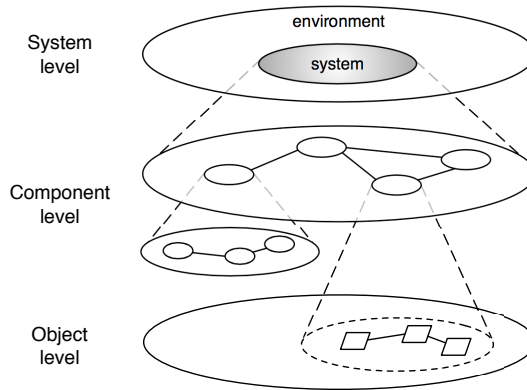 environment
System
level
system
Component
level
Object
level